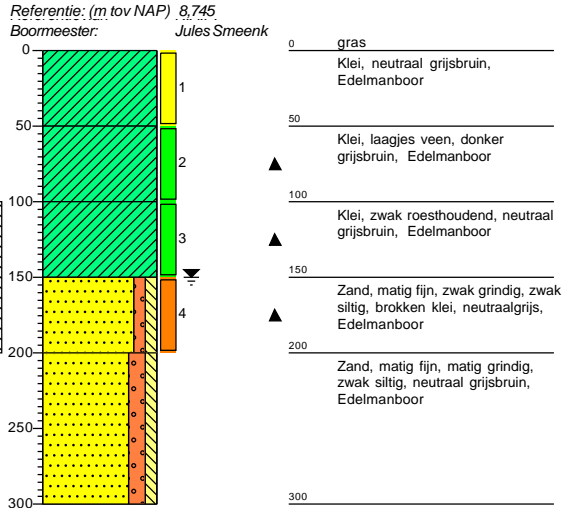 Referentie: (m tov NAP) 8,745
Boormeester: Jules Smeenk
0
50
100
150
200
250
300
1
2
3
4
0 gras
Klei, neutraal grijsbruin,
Edelmanboor
50
Klei, laagjes veen, donker
grijsbruin, Edelmanboor
100
Klei, zwak roesthoudend, neutraal
grijsbruin, Edelmanboor
150
Zand, matig fijn, zwak grindig, zwak
siltig, brokken klei, neutraalgrijs,
Edelmanboor
200
Zand, matig fijn, matig grindig,
zwak siltig, neutraal grijsbruin,
Edelmanboor
300